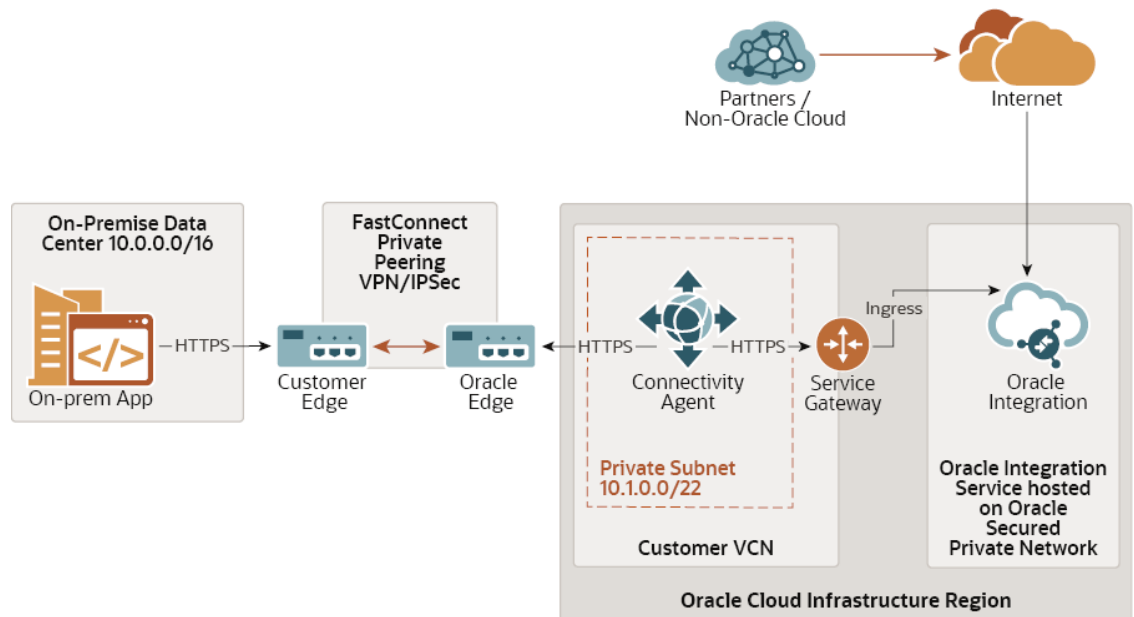 Partners /
Non-Oracle Cloud
Internet
On-Premise Data
Center 10.0.0.0/16
HTTPS
On-prem App
FastConnect
Private
Peering
VPN/IPSec
Customer
Edge
Oracle
Edge
HTTPS
HTTPS
Connectivity
Agent
Private Subnet
10.1.0.0/22
Customer VCN
Service
Gateway
Ingress
Oracle
Integration
Oracle Integration
Service hosted
on Oracle
Secured
Private Network
Oracle Cloud Infrastructure Region